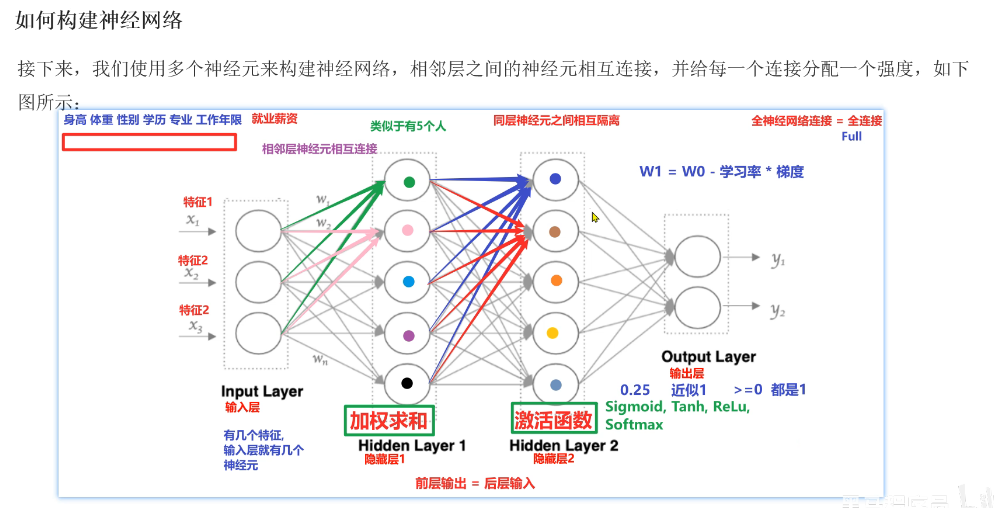 如何构建神经网络
接下来，我们使用多个神经元来构建神经网络，相邻层之间的神经元相互连接，并给每一个连接分配一个强度，如下
图所示：
身高 体重 性别 学历 专业 工作年限 就业薪资
类似于有5个人
同层神经元之间相互隔离
全神经网络连接 = 全连接
Full
相邻层神经元相互连接
W1 = W0 - 学习率 * 梯度
特征1
x₁
w₁
w₂
特征2
x₂
特征2
x₃
wₙ
y₁
y₂
Input Layer
输入层
有几个特征,
输入层就有几个
神经元
加权求和
Hidden Layer 1
隐藏层1
激活函数
Hidden Layer 2
隐藏层2
Output Layer
输出层
0.25 近似1 >=0 都是1
Sigmoid, Tanh, ReLu,
Softmax
前层输出 = 后层输入